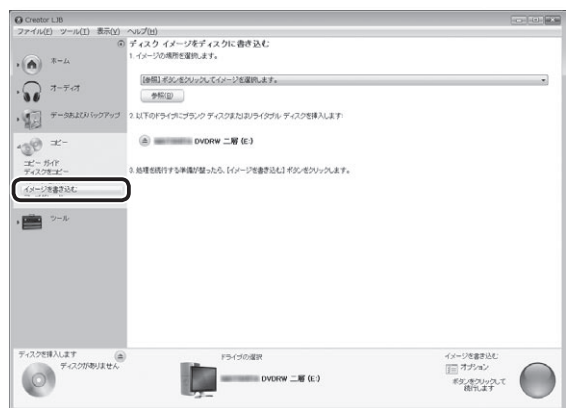 Creator LJB
ファイル(F) ツール(T) 表示(V) ヘルプ(H)
ホーム
オーディオ
データおよびバックアップ
コピー
コピー ガイド
ディスクをコピー
イメージを書き込む
ツール
ディスク イメージをディスクに書き込む
1. イメージの場所を選択します。
[参照] ボタンをクリックしてイメージを選択します。
参照(B)
2. 以下のドライブにブランク ディスクまたはリライタブル ディスクを挿入します:
DVDRW 二層 (E:)
3. 処理を続行する準備が整ったら、[イメージを書き込む] ボタンをクリックします。
ディスクを挿入します
ディスクがありません
ドライブの選択
DVDRW 二層 (E:)
イメージを書き込む
オプション
ボタンをクリックして
続行します